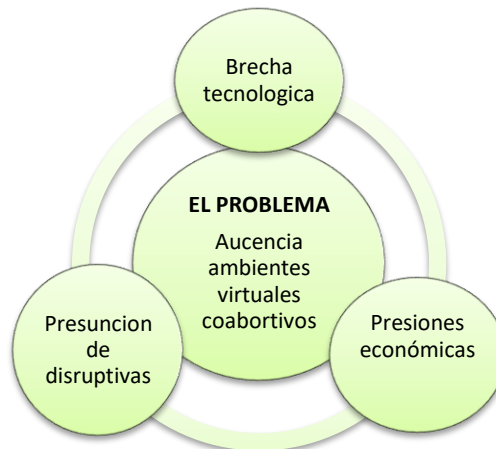 Brecha
tecnologica
EL PROBLEMA
Aucencia
ambientes
virtuales
coabortivos
Presuncion
de
disruptivas
Presiones
económicas